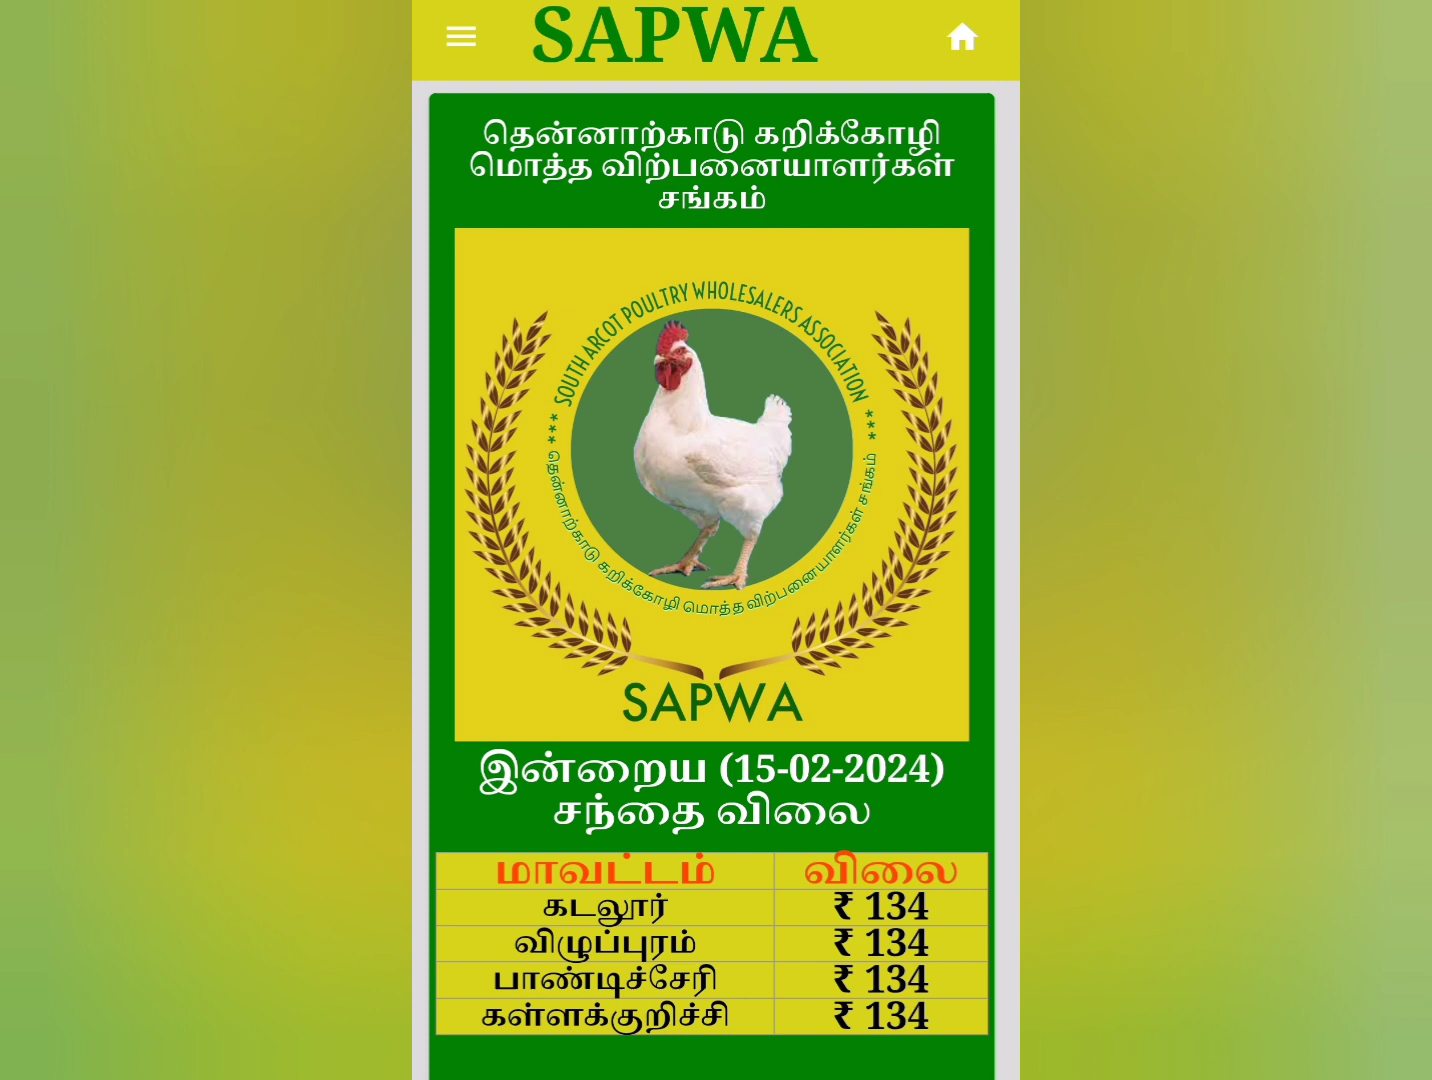 SAPWA
தென்னாற்காடு கறிக்கோழி
மொத்த விற்பனையாளர்கள்
சங்கம்
*** SOUTH ARCOT POULTRY WHOLESALERS ASSOCIATION ***
தென்னாற்காடு கறிக்கோழி மொத்த விற்பனையாளர்கள் சங்கம்
SAPWA
இன்றைய (15-02-2024)
சந்தை விலை
மாவட்டம் விலை
கடலூர் ₹ 134
விழுப்புரம் ₹ 134
பாண்டிச்சேரி ₹ 134
கள்ளக்குறிச்சி ₹ 134